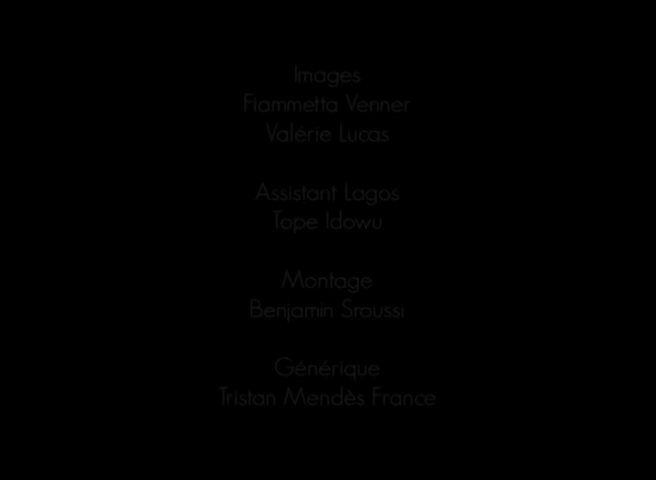 Images
Fiammetta Venner
Valérie Lucas
Assistant Lagos
Tope Idowu
Montage
Benjamin Sroussi
Générique
Tristan Mendès France